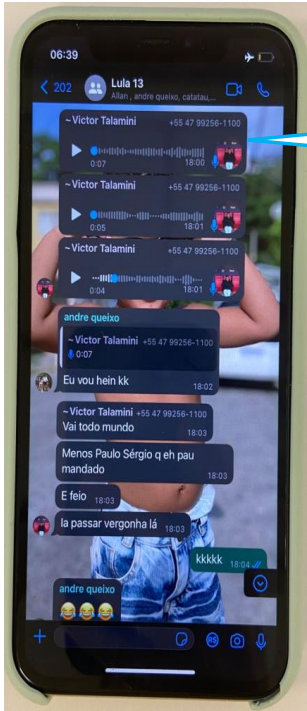 06:39
202
Lula 13
Allan , andre queixo, catatau,...
~Victor Talamini +55 47 99256-1100
0:07 18:00
~Victor Talamini +55 47 99256-1100
0:05 18:01
~Victor Talamini +55 47 99256-1100
0:04 18:01
andre queixo
~Victor Talamini +55 47 99256-1100
0:07
Eu vou hein kk
18:02
~Victor Talamini +55 47 99256-1100
Vai todo mundo
18:03
Menos Paulo Sérgio q eh pau
mandado
18:03
E feio 18:03
Ia passar vergonha lá 18:03
kkkkk 18:04
andre queixo
R$